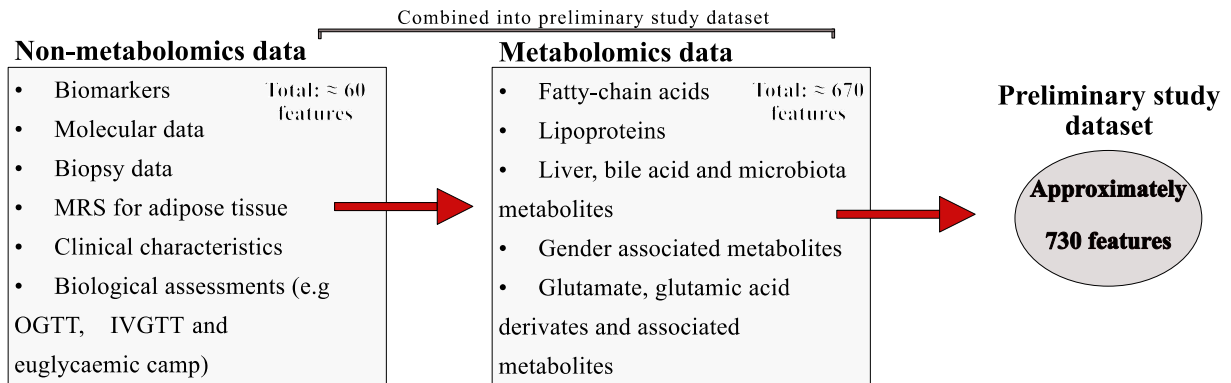 Combined into preliminary study dataset
Non-metabolomics data
• Biomarkers
Total: ≈ 60
features
• Molecular data
• Biopsy data
• MRS for adipose tissue
• Clinical characteristics
• Biological assessments (e.g
OGTT, IVGTT and
euglycaemic camp)
Metabolomics data
• Fatty-chain acids
Total: ≈ 670
features
• Lipoproteins
• Liver, bile acid and microbiota
metabolites
• Gender associated metabolites
• Glutamate, glutamic acid
derivates and associated
metabolites
Preliminary study
dataset
Approximately
730 features